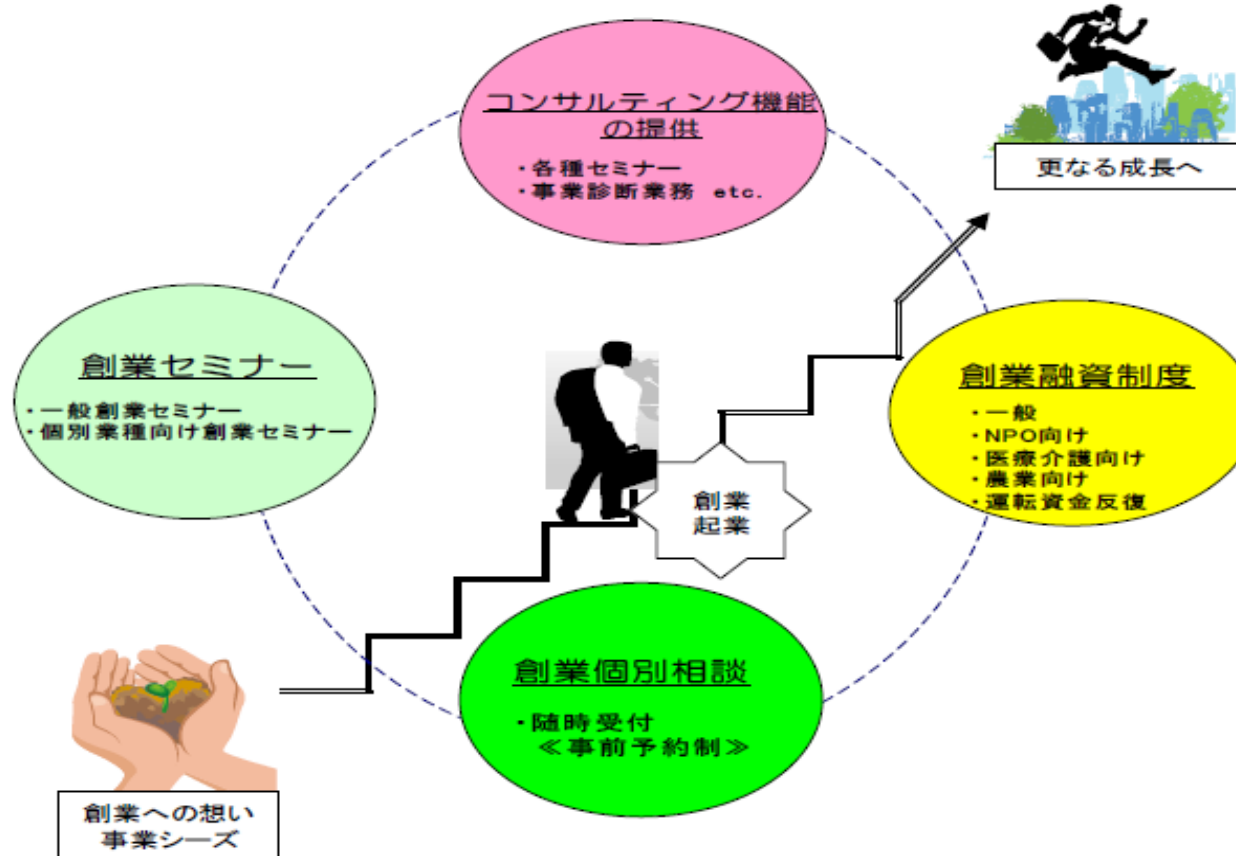 コンサルティング機能
の提供
・各種セミナー
・事業診断業務 etc.
更なる成長へ
創業セミナー
・一般創業セミナー
・個別業種向け創業セミナー
創業融資制度
・一般
・NPO向け
・医療介護向け
・農業向け
・運転資金反復
創業
起業
創業個別相談
・随時受付
≪事前予約制≫
創業への想い
事業シーズ